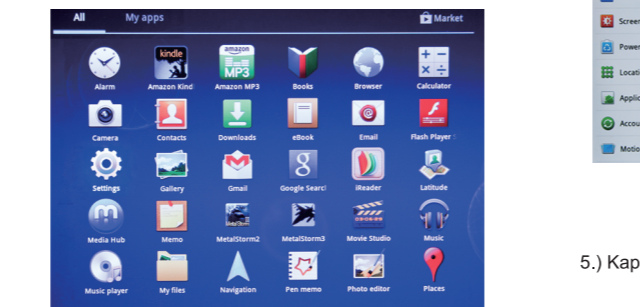 All My apps Market
kindle amazon MP3
Alarm Amazon Kind Amazon MP3 Books Browser Calculator
Camera Contacts Downloads eBook Email Flash Player
Settings Gallery Gmail Google Searc iReader Latitude
Media Hub Memo MetalStorm2 MetalStorm3 Movie Studio Music
Music player My files Navigation Pen memo Photo editor Places
Screen
Power
Locati
Applic
Accou
Motio
5.) Kap